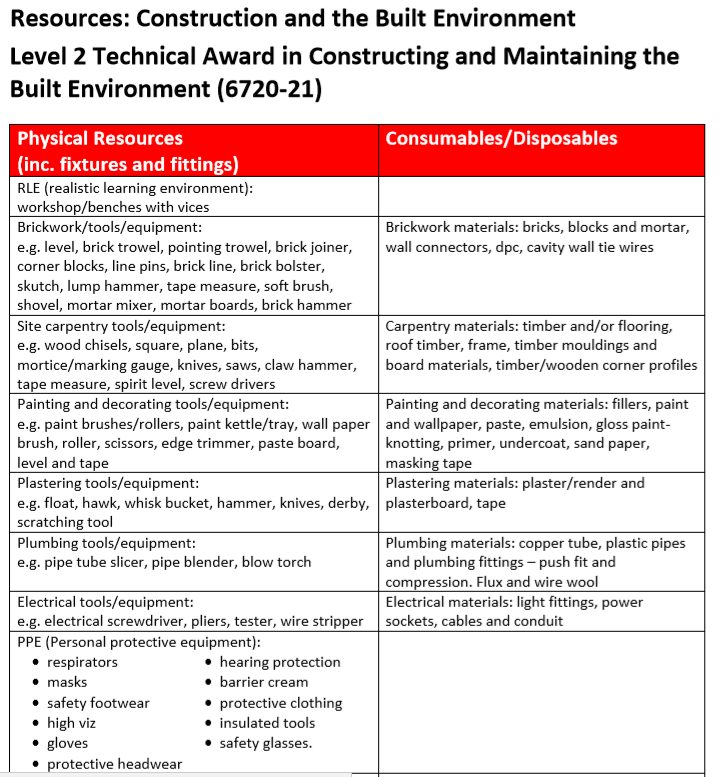 Resources: Construction and the Built Environment
Level 2 Technical Award in Constructing and Maintaining the
Built Environment (6720-21)
Physical Resources
(inc. fixtures and fittings)
Consumables/Disposables
RLE (realistic learning environment):
workshop/benches with vices
Brickwork/tools/equipment:
e.g. level, brick trowel, pointing trowel, brick joiner,
corner blocks, line pins, brick line, brick bolster,
skutch, lump hammer, tape measure, soft brush,
shovel, mortar mixer, mortar boards, brick hammer
Brickwork materials: bricks, blocks and mortar,
wall connectors, dpc, cavity wall tie wires
Site carpentry tools/equipment:
e.g. wood chisels, square, plane, bits,
mortice/marking gauge, knives, saws, claw hammer,
tape measure, spirit level, screw drivers
Carpentry materials: timber and/or flooring,
roof timber, frame, timber mouldings and
board materials, timber/wooden corner profiles
Painting and decorating tools/equipment:
e.g. paint brushes/rollers, paint kettle/tray, wall paper
brush, roller, scissors, edge trimmer, paste board,
level and tape
Painting and decorating materials: fillers, paint
and wallpaper, paste, emulsion, gloss paint-
knotting, primer, undercoat, sand paper,
masking tape
Plastering tools/equipment:
e.g. float, hawk, whisk bucket, hammer, knives, derby,
scratching tool
Plastering materials: plaster/render and
plasterboard, tape
Plumbing tools/equipment:
e.g. pipe tube slicer, pipe blender, blow torch
Plumbing materials: copper tube, plastic pipes
and plumbing fittings – push fit and
compression. Flux and wire wool
Electrical tools/equipment:
e.g. electrical screwdriver, pliers, tester, wire stripper
Electrical materials: light fittings, power
sockets, cables and conduit
PPE (Personal protective equipment):
• respirators
• masks
• safety footwear
• high viz
• gloves
• protective headwear
• hearing protection
• barrier cream
• protective clothing
• insulated tools
• safety glasses.